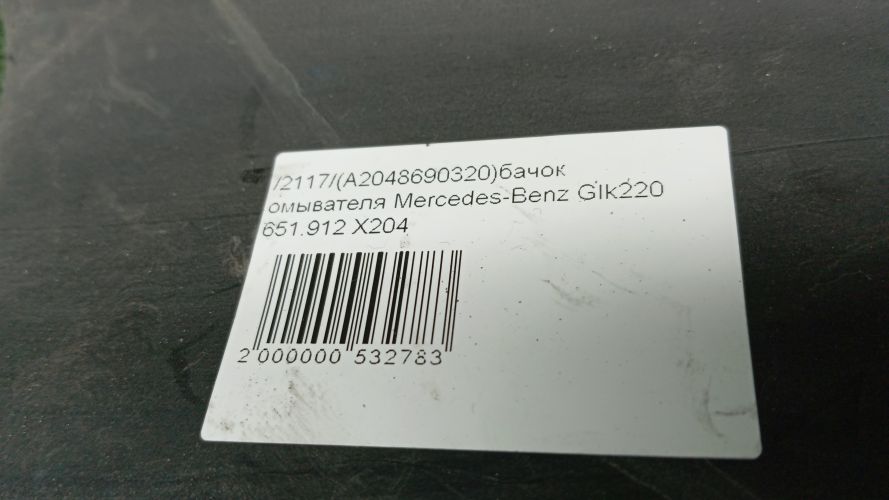 /2117/(A2048690320)бачок
омывателя Mercedes-Benz Glk220
651.912 X204
2 000000 532783